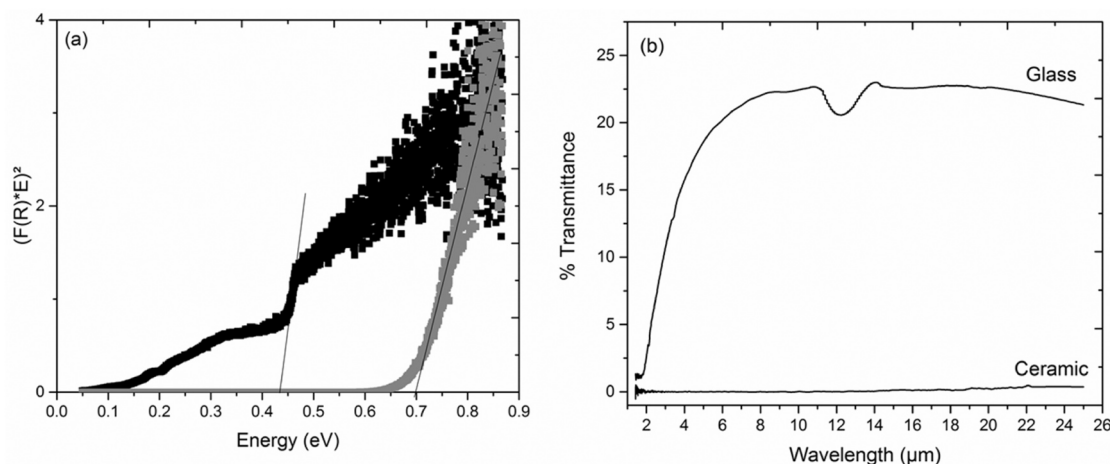 (a)
4
2
0
(F(R)*E)²
0.0 0.1 0.2 0.3 0.4 0.5 0.6 0.7 0.8 0.9
Energy (eV)
(b)
25
20
15
10
5
0
% Transmittance
Glass
Ceramic
2 4 6 8 10 12 14 16 18 20 22 24 26
Wavelength (µm)